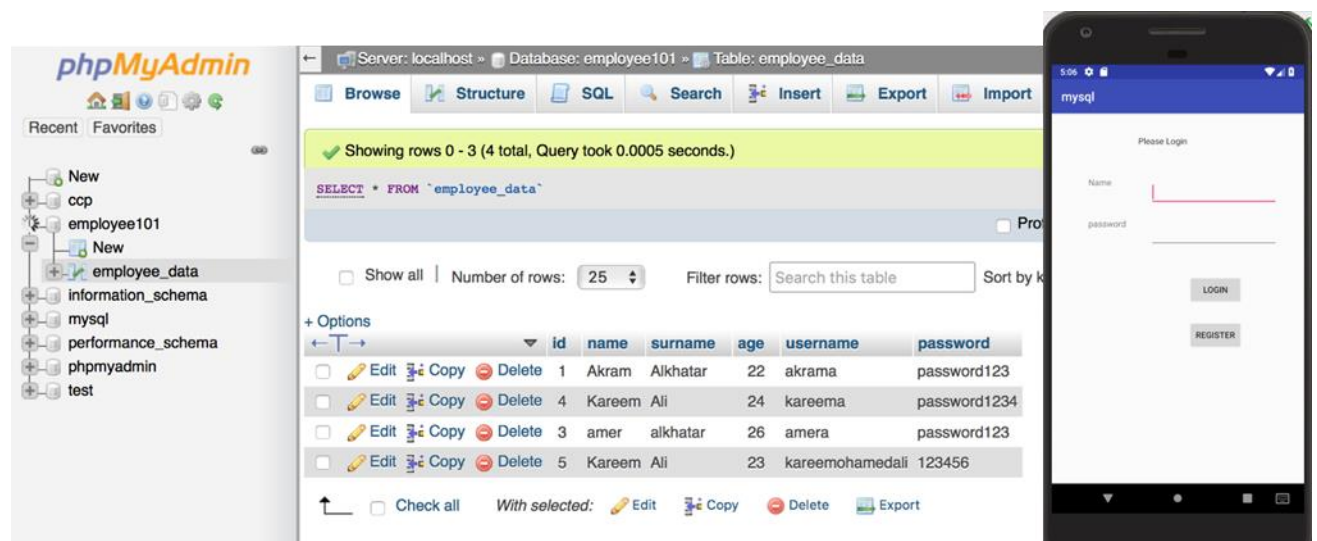 phpMyAdmin
Recent Favorites
New
ccp
employee101
New
employee_data
information_schema
mysql
performance_schema
phpmyadmin
test
← Server: localhost » Database: employee101 » Table: employee_data
Browse Structure SQL Search Insert Export Import
Showing rows 0 - 3 (4 total, Query took 0.0005 seconds.)
SELECT * FROM `employee_data`
Pro
Show all | Number of rows: 25 Filter rows: Search this table Sort by k
+ Options
←T→ ▼ id name surname age username password
Edit Copy Delete 1 Akram Alkhatar 22 akrama password123
Edit Copy Delete 4 Kareem Ali 24 kareema password1234
Edit Copy Delete 3 amer alkhatar 26 amera password123
Edit Copy Delete 5 Kareem Ali 23 kareemohamedali 123456
Check all With selected: Edit Copy Delete Export
5:06
mysql
Please Login
Name
password
LOGIN
REGISTER